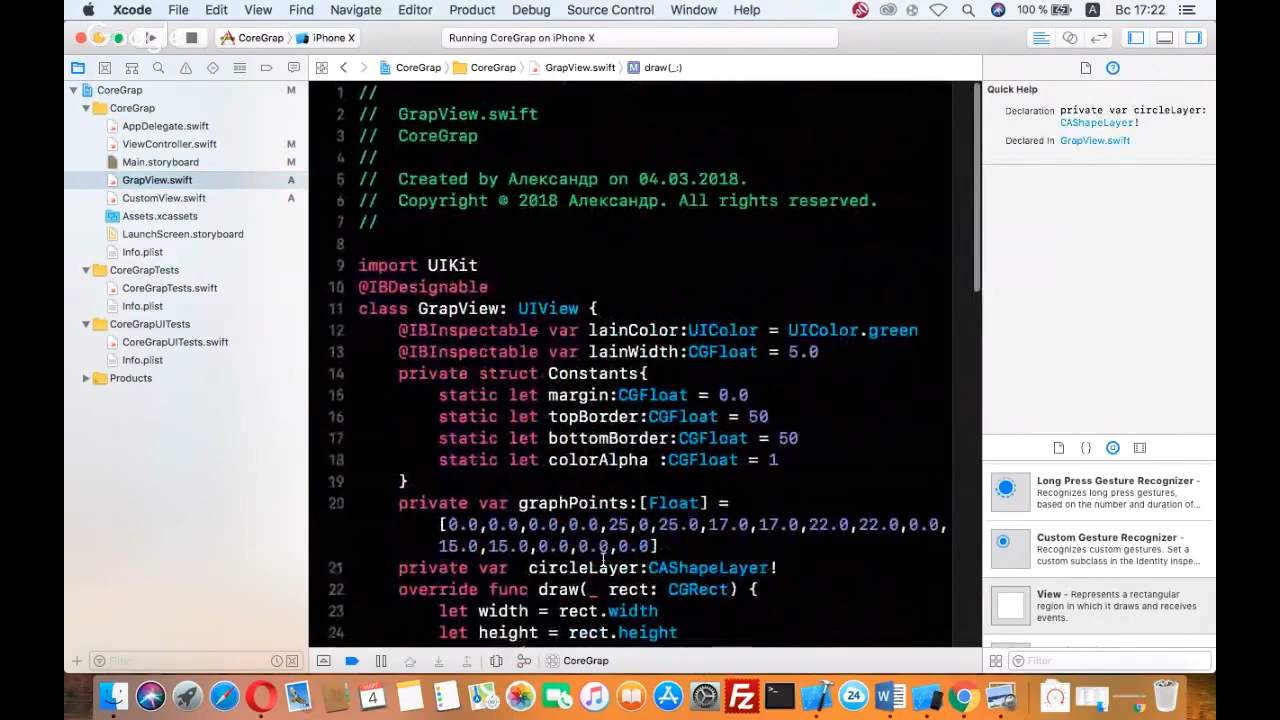 Xcode File Edit View Find Navigate Editor Product Debug Source Control Window Help 100 % A Вс 17:22
CoreGrap iPhone X Running CoreGrap on iPhone X
CoreGrap CoreGrap GrapView.swift M draw(_:)
CoreGrap M
CoreGrap
AppDelegate.swift
ViewController.swift M
Main.storyboard M
GrapView.swift A
CustomView.swift A
Assets.xcassets
LaunchScreen.storyboard
Info.plist
CoreGrapTests
CoreGrapTests.swift
Info.plist
CoreGrapUITests
CoreGrapUITests.swift
Info.plist
Products
Filter
1 //
2 // GrapView.swift
3 // CoreGrap
4 //
5 // Created by Александр on 04.03.2018.
6 // Copyright © 2018 Александр. All rights reserved.
7 //
8
9 import UIKit
10 @IBDesignable
11 class GrapView: UIView {
12 @IBInspectable var lainColor:UIColor = UIColor.green
13 @IBInspectable var lainWidth:CGFloat = 5.0
14 private struct Constants{
15 static let margin:CGFloat = 0.0
16 static let topBorder:CGFloat = 50
17 static let bottomBorder:CGFloat = 50
18 static let colorAlpha :CGFloat = 1
19 }
20 private var graphPoints:[Float] =
[0.0,0.0,0.0,0.0,25,0,25.0,17.0,17.0,22.0,22.0,0.0,
15.0,15.0,0.0,0.0,0.0]
21 private var circleLayer:CAShapeLayer!
22 override func draw(_ rect: CGRect) {
23 let width = rect.width
24 let height = rect.height
CoreGrap
Quick Help
Declaration private var circleLayer:
CAShapeLayer!
Declared In GrapView.swift
{ }
Long Press Gesture Recognizer -
Recognizes long press gestures,
based on the number and duration of...
Custom Gesture Recognizer -
Recognizes custom gestures. Set a
custom subclass in the Identity inspe...
View - Represents a rectangular
region in which it draws and receives
events.
Filter
4
FZ
24
W